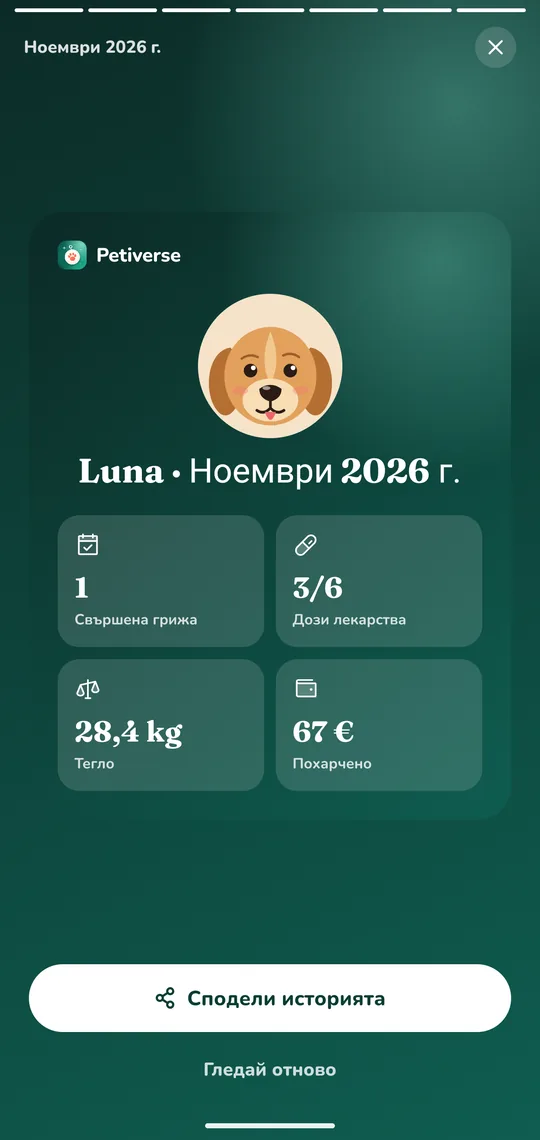 Ноември 2026 г.
Petiverse
Luna • Ноември 2026 г.
1
Свършена грижа
3/6
Дози лекарства
28,4 kg
Тегло
67 €
Похарчено
Сподели историята
Гледай отново